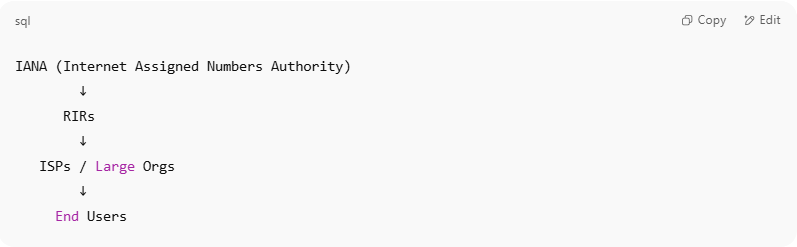 sql
Copy
Edit
IANA (Internet Assigned Numbers Authority)
↓
RIRs
↓
ISPs / Large Orgs
↓
End Users